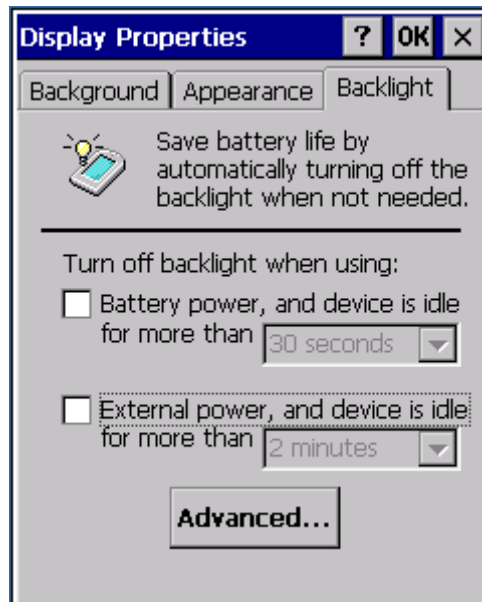 Display Properties ? OK ×
Background Appearance Backlight
Save battery life by
automatically turning off the
backlight when not needed.
Turn off backlight when using:
Battery power, and device is idle
for more than 30 seconds
External power, and device is idle
for more than 2 minutes
Advanced...